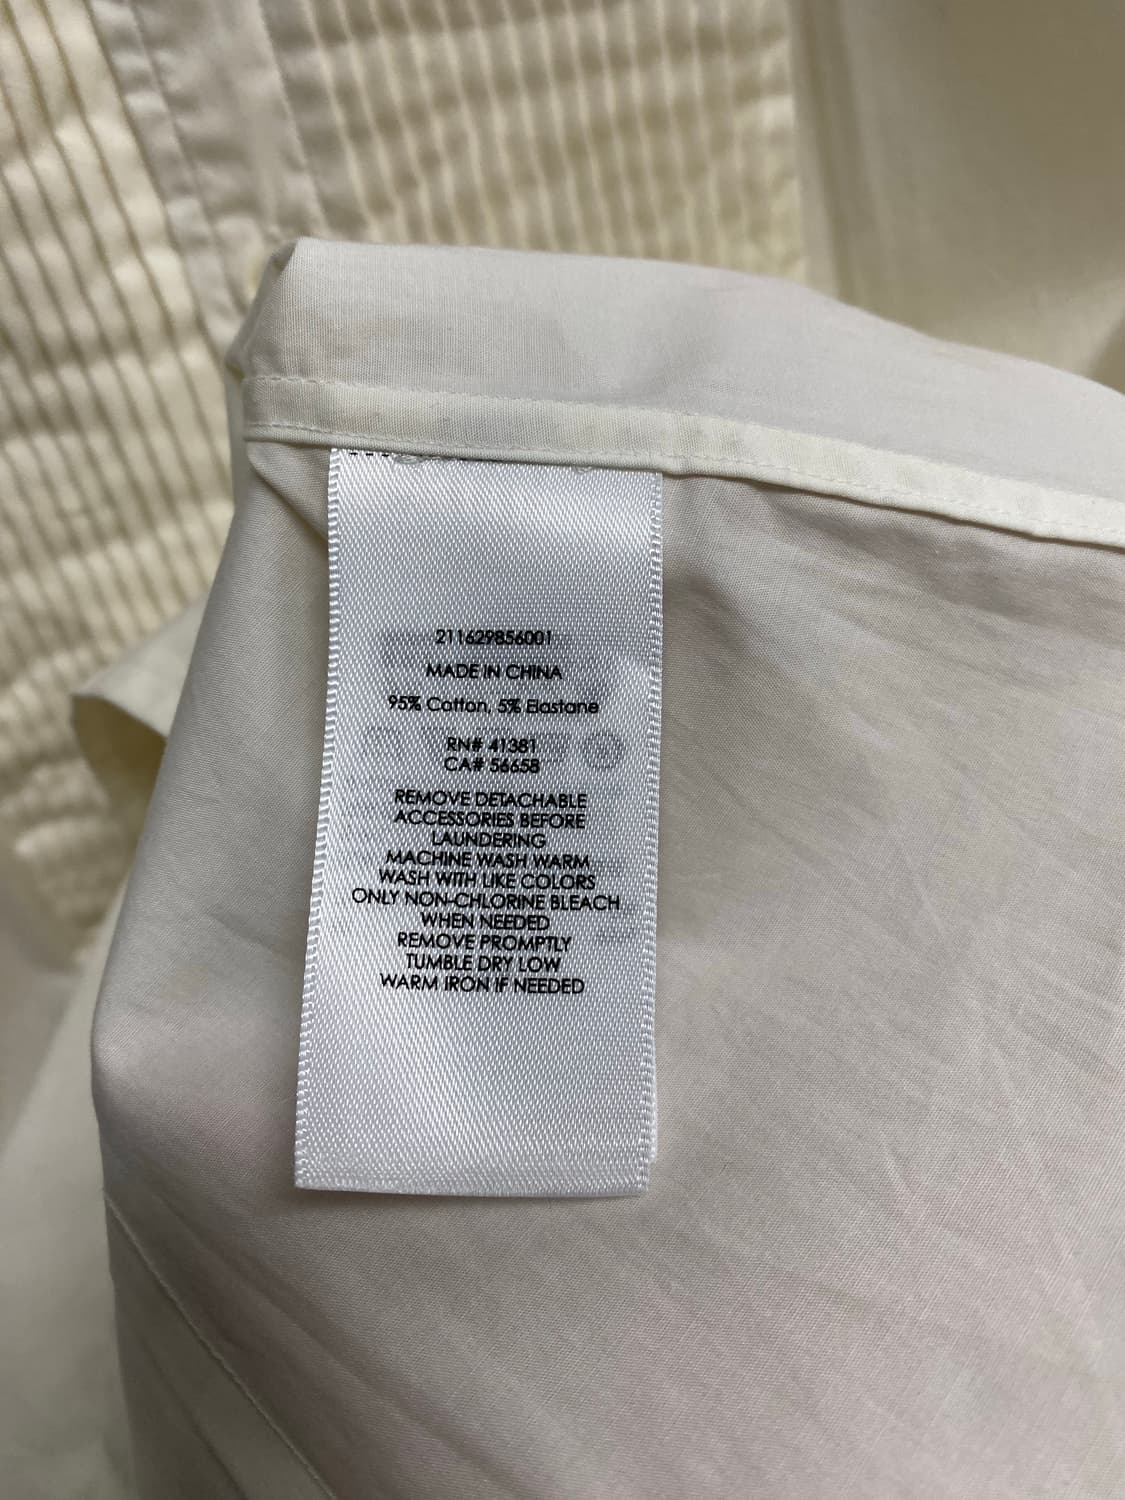 211629856001
MADE IN CHINA
95% Cotton, 5% Elastane
RN# 41381
CA# 56658
REMOVE DETACHABLE
ACCESSORIES BEFORE
LAUNDERING
MACHINE WASH WARM
WASH WITH LIKE COLORS
ONLY NON-CHLORINE BLEACH
WHEN NEEDED
REMOVE PROMPTLY
TUMBLE DRY LOW
WARM IRON IF NEEDED